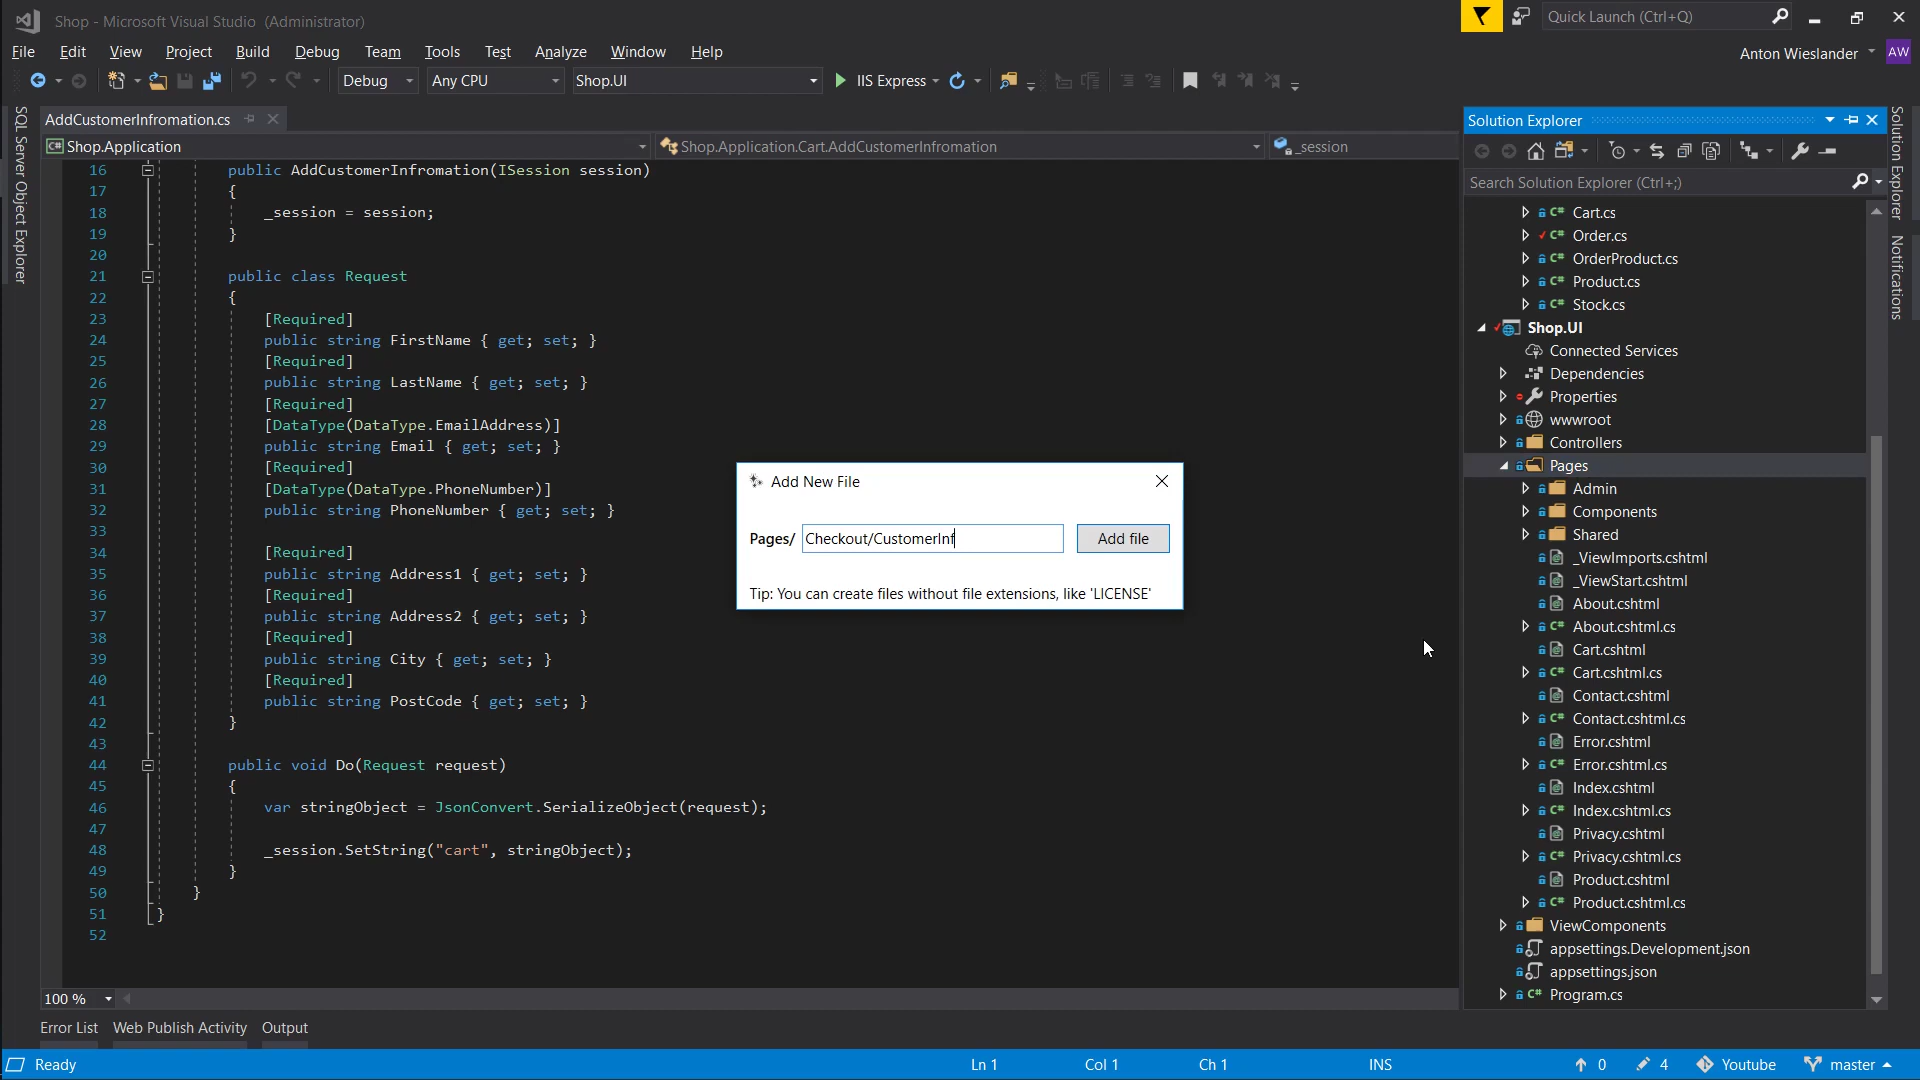 Shop - Microsoft Visual Studio (Administrator)
Quick Launch (Ctrl+Q)
File Edit View Project Build Debug Team Tools Test Analyze Window Help
Anton Wieslander AW
Debug Any CPU Shop.UI IIS Express
SQL Server Object Explorer
AddCustomerInfromation.cs
Shop.Application Shop.Application.Cart.AddCustomerInfromation _session
16 public AddCustomerInfromation(ISession session)
17 {
18 _session = session;
19 }
20
21 public class Request
22 {
23 [Required]
24 public string FirstName { get; set; }
25 [Required]
26 public string LastName { get; set; }
27 [Required]
28 [DataType(DataType.EmailAddress)]
29 public string Email { get; set; }
30 [Required]
31 [DataType(DataType.PhoneNumber)]
32 public string PhoneNumber { get; set; }
33
34 [Required]
35 public string Address1 { get; set; }
36 [Required]
37 public string Address2 { get; set; }
38 [Required]
39 public string City { get; set; }
40 [Required]
41 public string PostCode { get; set; }
42 }
43
44 public void Do(Request request)
45 {
46 var stringObject = JsonConvert.SerializeObject(request);
47
48 _session.SetString("cart", stringObject);
49 }
50 }
51 }
52
100 %
Add New File
Pages/ Checkout/CustomerInf Add file
Tip: You can create files without file extensions, like 'LICENSE'
Solution Explorer
Search Solution Explorer (Ctrl+;)
C# Cart.cs
C# Order.cs
C# OrderProduct.cs
C# Product.cs
C# Stock.cs
Shop.UI
Connected Services
Dependencies
Properties
wwwroot
Controllers
Pages
Admin
Components
Shared
_ViewImports.cshtml
_ViewStart.cshtml
About.cshtml
C# About.cshtml.cs
Cart.cshtml
C# Cart.cshtml.cs
Contact.cshtml
C# Contact.cshtml.cs
Error.cshtml
C# Error.cshtml.cs
Index.cshtml
C# Index.cshtml.cs
Privacy.cshtml
C# Privacy.cshtml.cs
Product.cshtml
C# Product.cshtml.cs
ViewComponents
appsettings.Development.json
appsettings.json
C# Program.cs
Solution Explorer
Notifications
Error List Web Publish Activity Output
Ready Ln 1 Col 1 Ch 1 INS 0 4 Youtube master